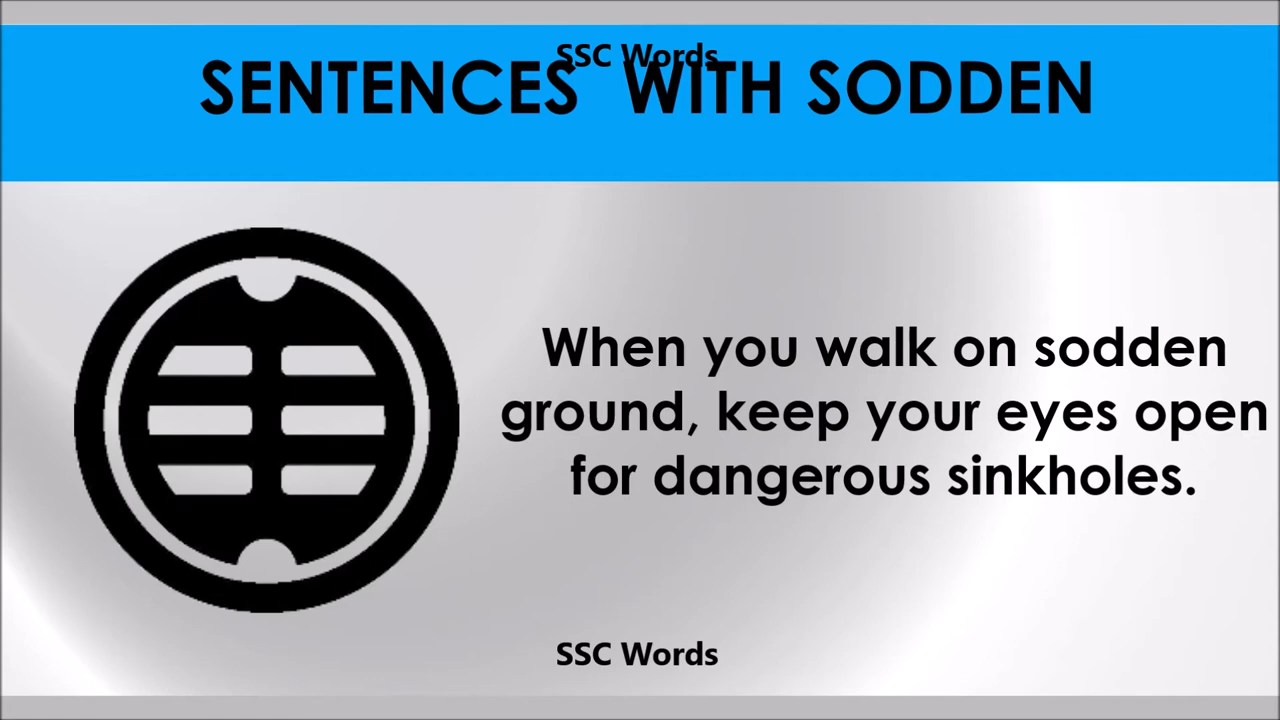 SSC Words
SENTENCES WITH SODDEN
When you walk on sodden
ground, keep your eyes open
for dangerous sinkholes.
SSC Words